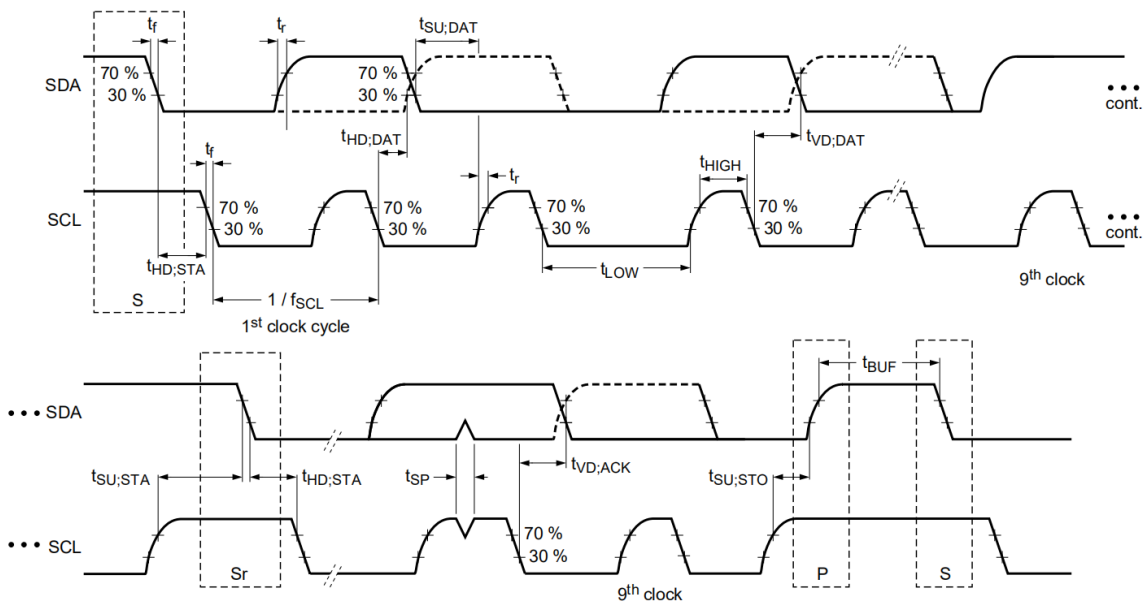 tf
tr
tSU;DAT
70 %
30 %
70 %
30 %
SDA
cont.
tHD;DAT
tVD;DAT
tf
tr
tHIGH
70 %
30 %
70 %
30 %
70 %
30 %
70 %
30 %
SCL
cont.
tHD;STA
tLOW
S
1 / fSCL
1st clock cycle
9th clock
tBUF
SDA
tSU;STA
tHD;STA
tSP
tVD;ACK
tSU;STO
70 %
30 %
SCL
Sr
9th clock
P
S